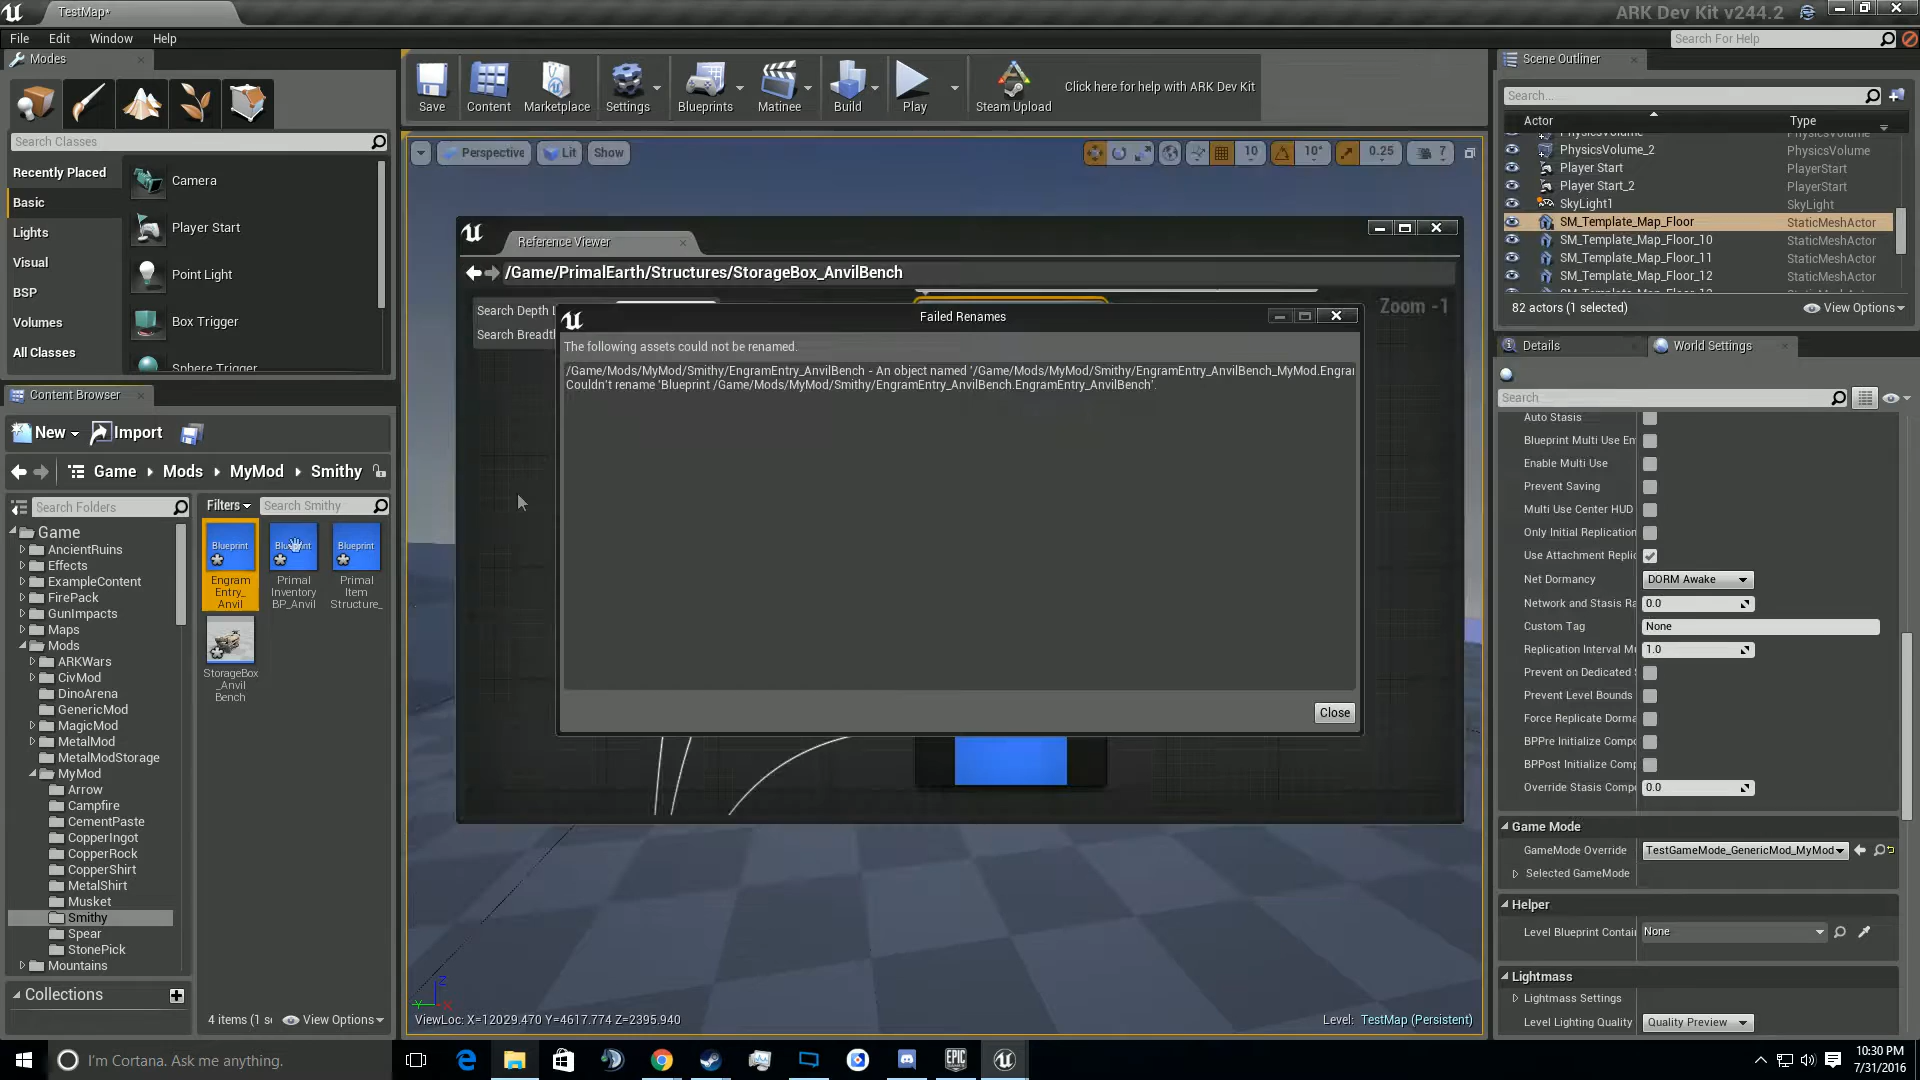 TestMap*
ARK Dev Kit v244.2
File Edit Window Help
Search For Help
Modes
Search Classes
Recently Placed
Basic
Lights
Visual
BSP
Volumes
All Classes
Camera
Player Start
Point Light
Box Trigger
Sphere Trigger
Save
Content
Marketplace
Settings
Blueprints
Matinee
Build
Play
Steam Upload
Click here for help with ARK Dev Kit
Perspective
Lit
Show
10
10°
0.25
7
Reference Viewer
/Game/PrimalEarth/Structures/StorageBox_AnvilBench
Search Depth L
Search Breadth
Zoom -1
Failed Renames
The following assets could not be renamed.
/Game/Mods/MyMod/Smithy/EngramEntry_AnvilBench - An object named '/Game/Mods/MyMod/Smithy/EngramEntry_AnvilBench_MyMod.Engrar
Couldn't rename 'Blueprint /Game/Mods/MyMod/Smithy/EngramEntry_AnvilBench.EngramEntry_AnvilBench'.
Close
ViewLoc: X=12029.470 Y=4617.774 Z=2395.940
Level: TestMap (Persistent)
Content Browser
New
Import
Game
Mods
MyMod
Smithy
Search Folders
Filters
Search Smithy
Game
AncientRuins
Effects
ExampleContent
FirePack
GunImpacts
Maps
Mods
ARKWars
CivMod
DinoArena
GenericMod
MagicMod
MetalMod
MetalModStorage
MyMod
Arrow
Campfire
CementPaste
CopperIngot
CopperRock
CopperShirt
MetalShirt
Musket
Smithy
Spear
StonePick
Mountains
Collections
Blueprint
Engram
Entry_
Anvil
Primal
Inventory
BP_Anvil
Blueprint
Primal
Item
Structure_
StorageBox
_Anvil
Bench
4 items (1 s
View Options
Scene Outliner
Search...
Actor
Type
PhysicsVolume
PhysicsVolume
PhysicsVolume_2
PhysicsVolume
Player Start
PlayerStart
Player Start_2
PlayerStart
SkyLight1
SkyLight
SM_Template_Map_Floor
StaticMeshActor
SM_Template_Map_Floor_10
StaticMeshActor
SM_Template_Map_Floor_11
StaticMeshActor
SM_Template_Map_Floor_12
StaticMeshActor
82 actors (1 selected)
View Options
Details
World Settings
Search
Auto Stasis
Blueprint Multi Use En
Enable Multi Use
Prevent Saving
Multi Use Center HUD
Only Initial Replication
Use Attachment Replic
Net Dormancy
DORM Awake
Network and Stasis Ra
0.0
Custom Tag
None
Replication Interval Mu
1.0
Prevent on Dedicated S
Prevent Level Bounds
Force Replicate Dorma
BPPre Initialize Compo
BPPost Initialize Comp
Override Stasis Compo
0.0
Game Mode
GameMode Override
TestGameMode_GenericMod_MyMod
Selected GameMode
Helper
Level Blueprint Contain
None
Lightmass
Lightmass Settings
Level Lighting Quality
Quality Preview
I'm Cortana. Ask me anything.
EPIC
10:30 PM
7/31/2016